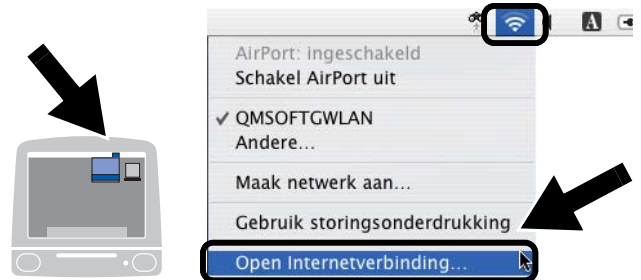 A
AirPort: ingeschakeld
Schakel AirPort uit
✓ QMSOFTGWLAN
Andere...
Maak netwerk aan...
Gebruik storingsonderdrukking
Open Internetverbinding...